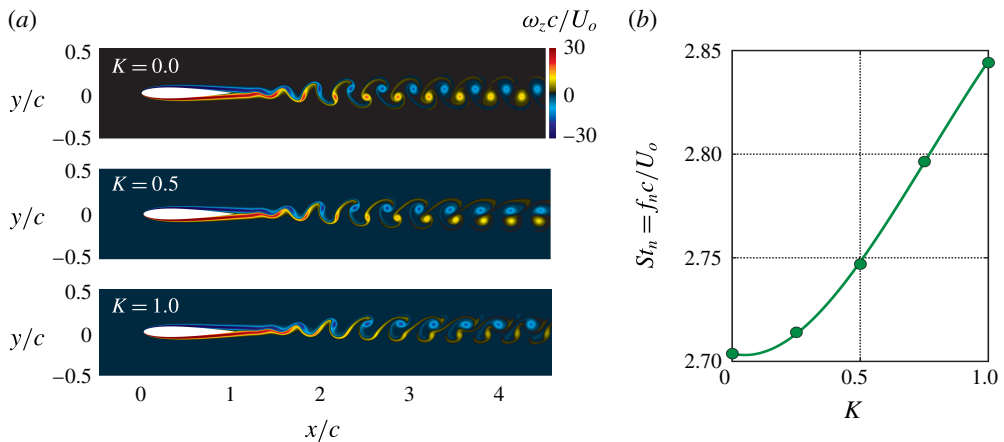 (a)
ω_z c/U_o
0.5
K = 0.0
y/c
0
–0.5
30
0
–30
0.5
K = 0.5
y/c
0
–0.5
0.5
K = 1.0
y/c
0
–0.5
0 1 2 3 4
x/c
(b)
2.85
2.80
2.75
2.70
St_n = f_n c/U_o
0 0.5 1.0
K